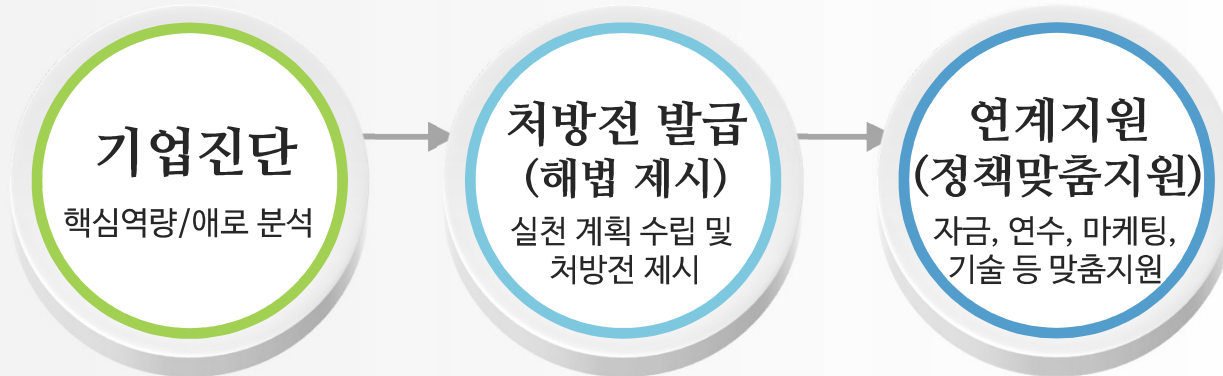 기업진단
핵심역량/애로 분석
처방전 발급
(해법 제시)
실천 계획 수립 및
처방전 제시
연계지원
(정책맞춤지원)
자금, 연수, 마케팅,
기술 등 맞춤지원